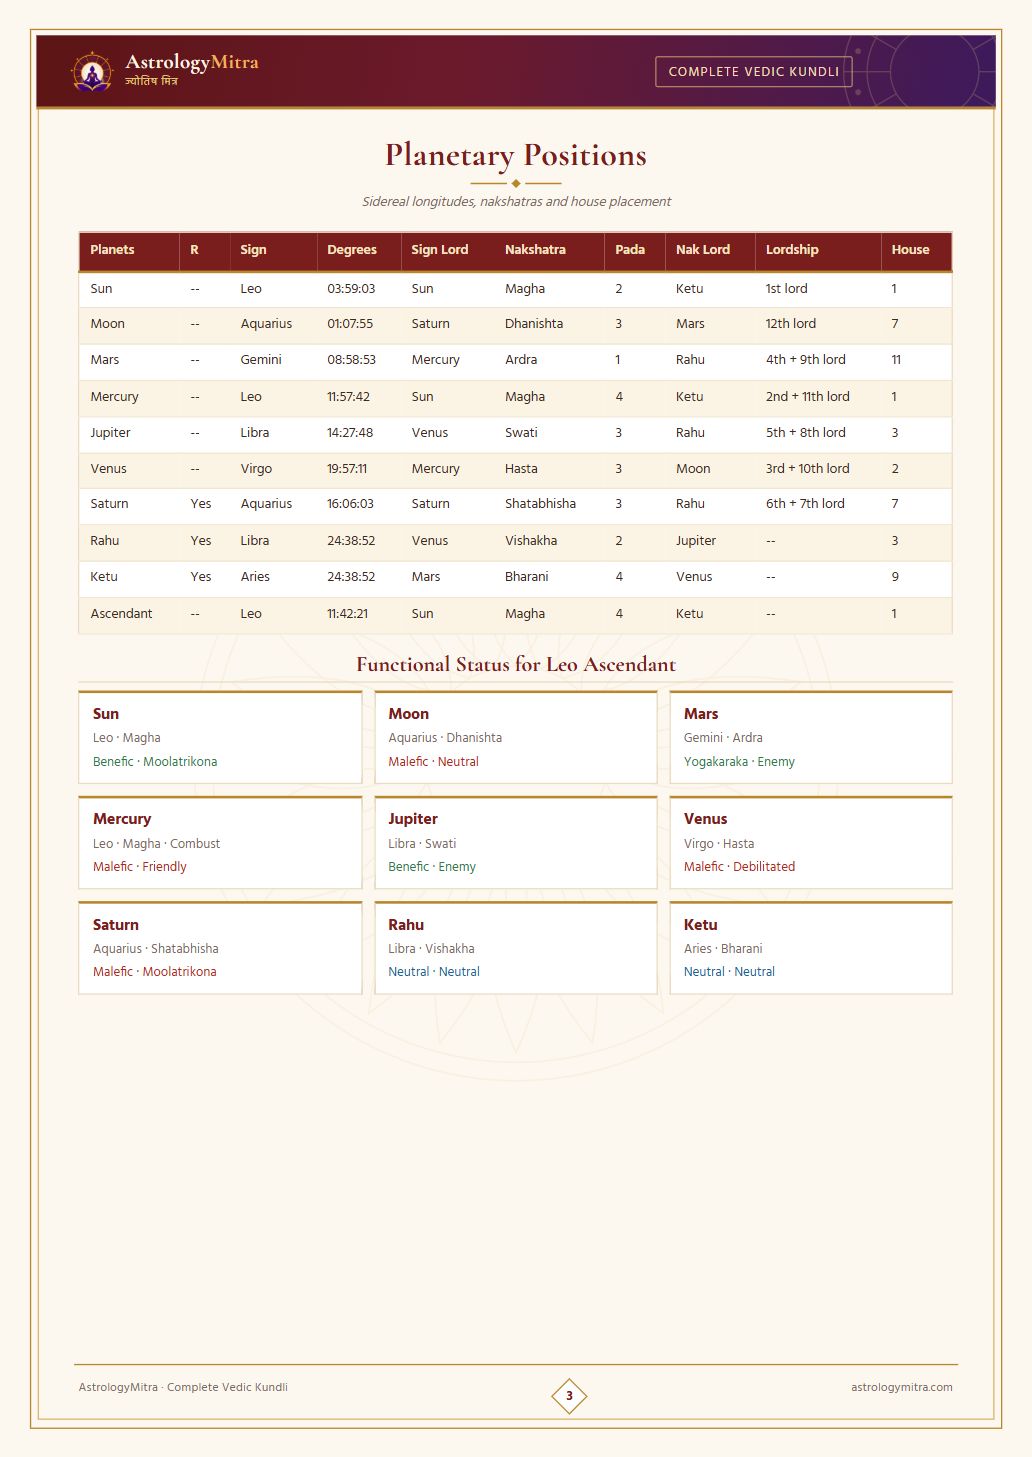 AstrologyMitra
ज्योतिष मित्र
COMPLETE VEDIC KUNDLI
Planetary Positions
Sidereal longitudes, nakshatras and house placement
Planets R Sign Degrees Sign Lord Nakshatra Pada Nak Lord Lordship House
Sun -- Leo 03:59:03 Sun Magha 2 Ketu 1st lord 1
Moon -- Aquarius 01:07:55 Saturn Dhanishta 3 Mars 12th lord 7
Mars -- Gemini 08:58:53 Mercury Ardra 1 Rahu 4th + 9th lord 11
Mercury -- Leo 11:57:42 Sun Magha 4 Ketu 2nd + 11th lord 1
Jupiter -- Libra 14:27:48 Venus Swati 3 Rahu 5th + 8th lord 3
Venus -- Virgo 19:57:11 Mercury Hasta 3 Moon 3rd + 10th lord 2
Saturn Yes Aquarius 16:06:03 Saturn Shatabhisha 3 Rahu 6th + 7th lord 7
Rahu Yes Libra 24:38:52 Venus Vishakha 2 Jupiter -- 3
Ketu Yes Aries 24:38:52 Mars Bharani 4 Venus -- 9
Ascendant -- Leo 11:42:21 Sun Magha 4 Ketu -- 1
Functional Status for Leo Ascendant
Sun
Leo · Magha
Benefic · Moolatrikona
Moon
Aquarius · Dhanishta
Malefic · Neutral
Mars
Gemini · Ardra
Yogakaraka · Enemy
Mercury
Leo · Magha · Combust
Malefic · Friendly
Jupiter
Libra · Swati
Benefic · Enemy
Venus
Virgo · Hasta
Malefic · Debilitated
Saturn
Aquarius · Shatabhisha
Malefic · Moolatrikona
Rahu
Libra · Vishakha
Neutral · Neutral
Ketu
Aries · Bharani
Neutral · Neutral
AstrologyMitra · Complete Vedic Kundli
3
astrologymitra.com